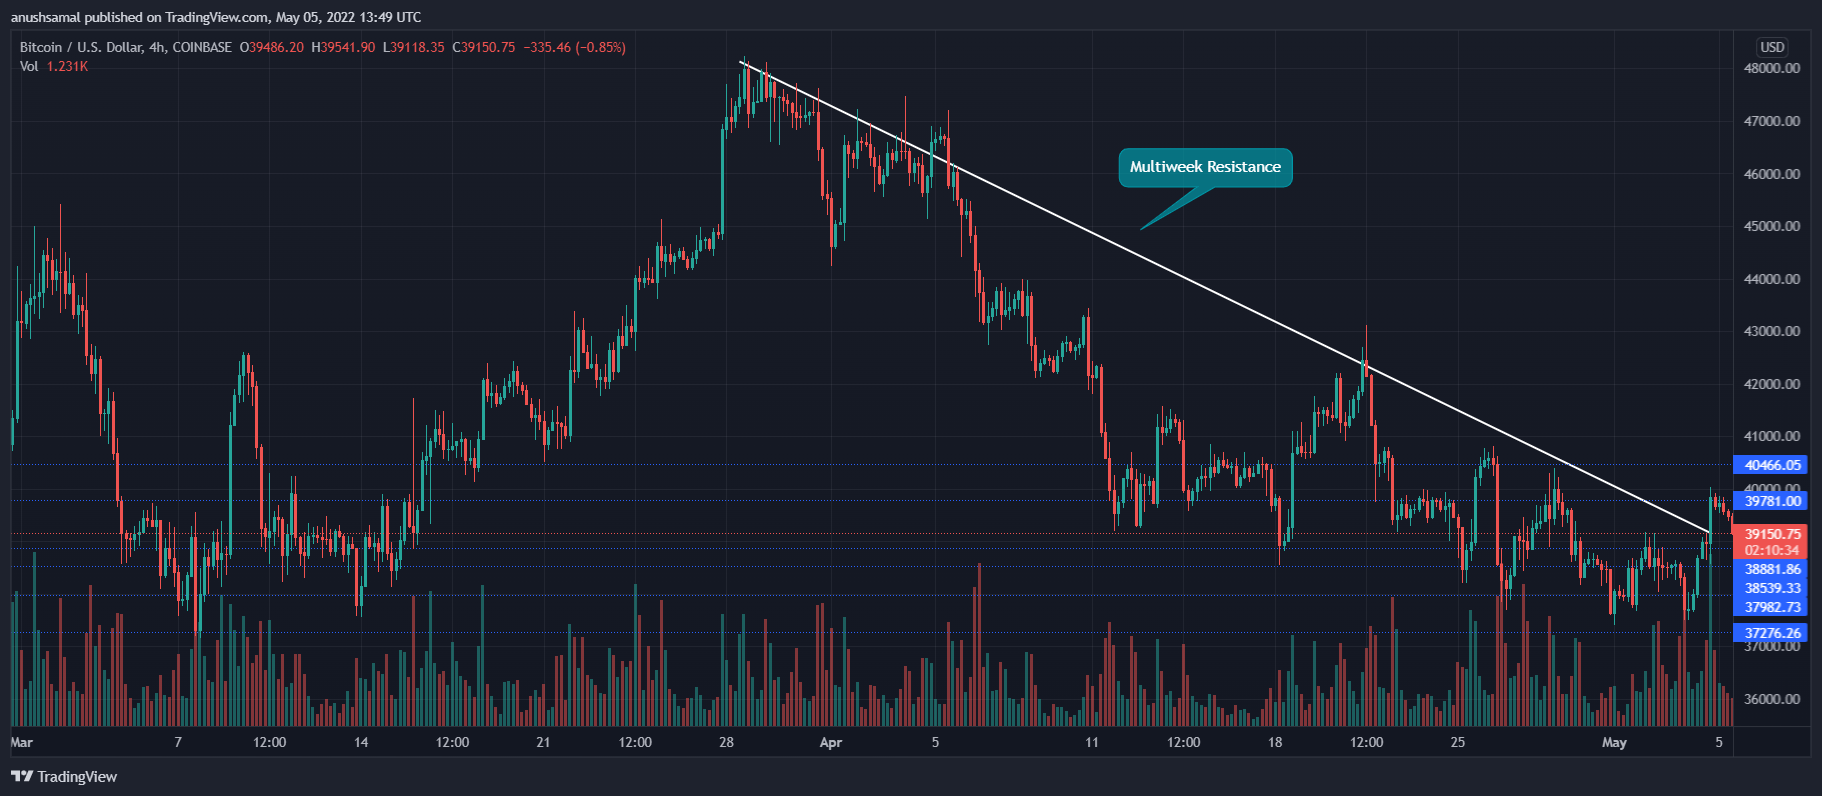 anushsamal published on TradingView.com, May 05, 2022 13:49 UTC
Bitcoin / U.S. Dollar, 4h, COINBASE O39486.20 H39541.90 L39118.35 C39150.75 −335.46 (−0.85%)
Vol 1.231K
USD
48000.00
47000.00
Multiweek Resistance
46000.00
45000.00
44000.00
43000.00
42000.00
41000.00
40466.05
40000.00
39781.00
39150.75
02:10:34
38881.86
38539.33
37982.73
37276.26
37000.00
36000.00
Mar 7 12:00 14 12:00 21 12:00 28 Apr 5 11 12:00 18 12:00 25 May 5
TradingView